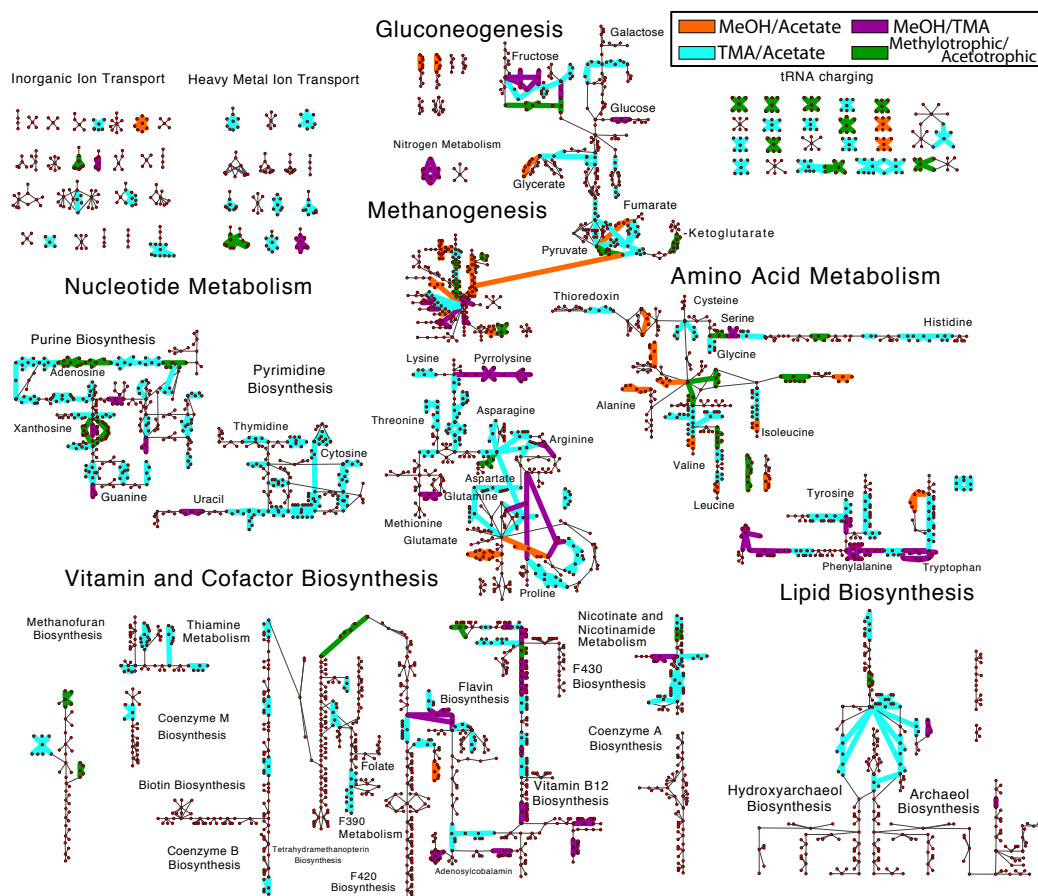 Gluconeogenesis
Galactose
Fructose
Glucose
Nitrogen Metabolism
Glycerate
MeOH/Acetate
MeOH/TMA
TMA/Acetate
Methylotrophic/
Acetotrophic
tRNA charging
Inorganic Ion Transport
Heavy Metal Ion Transport
Methanogenesis
Fumarate
Pyruvate
-Ketoglutarate
Nucleotide Metabolism
Purine Biosynthesis
Adenosine
Xanthosine
Guanine
Pyrimidine
Biosynthesis
Thymidine
Cytosine
Uracil
Lysine
Pyrrolysine
Threonine
Asparagine
Arginine
Aspartate
Glutamine
Methionine
Glutamate
Proline
Amino Acid Metabolism
Thioredoxin
Cysteine
Serine
Histidine
Glycine
Alanine
Isoleucine
Valine
Leucine
Tyrosine
Phenylalanine
Tryptophan
Vitamin and Cofactor Biosynthesis
Methanofuran
Biosynthesis
Thiamine
Metabolism
Coenzyme M
Biosynthesis
Biotin Biosynthesis
Coenzyme B
Biosynthesis
Tetrahydramethanopterin
Biosynthesis
Folate
F390
Metabolism
F420
Biosynthesis
Flavin
Biosynthesis
Adenosylcobalamin
Vitamin B12
Biosynthesis
Nicotinate and
Nicotinamide
Metabolism
F430
Biosynthesis
Coenzyme A
Biosynthesis
Lipid Biosynthesis
Hydroxyarchaeol
Biosynthesis
Archaeol
Biosynthesis